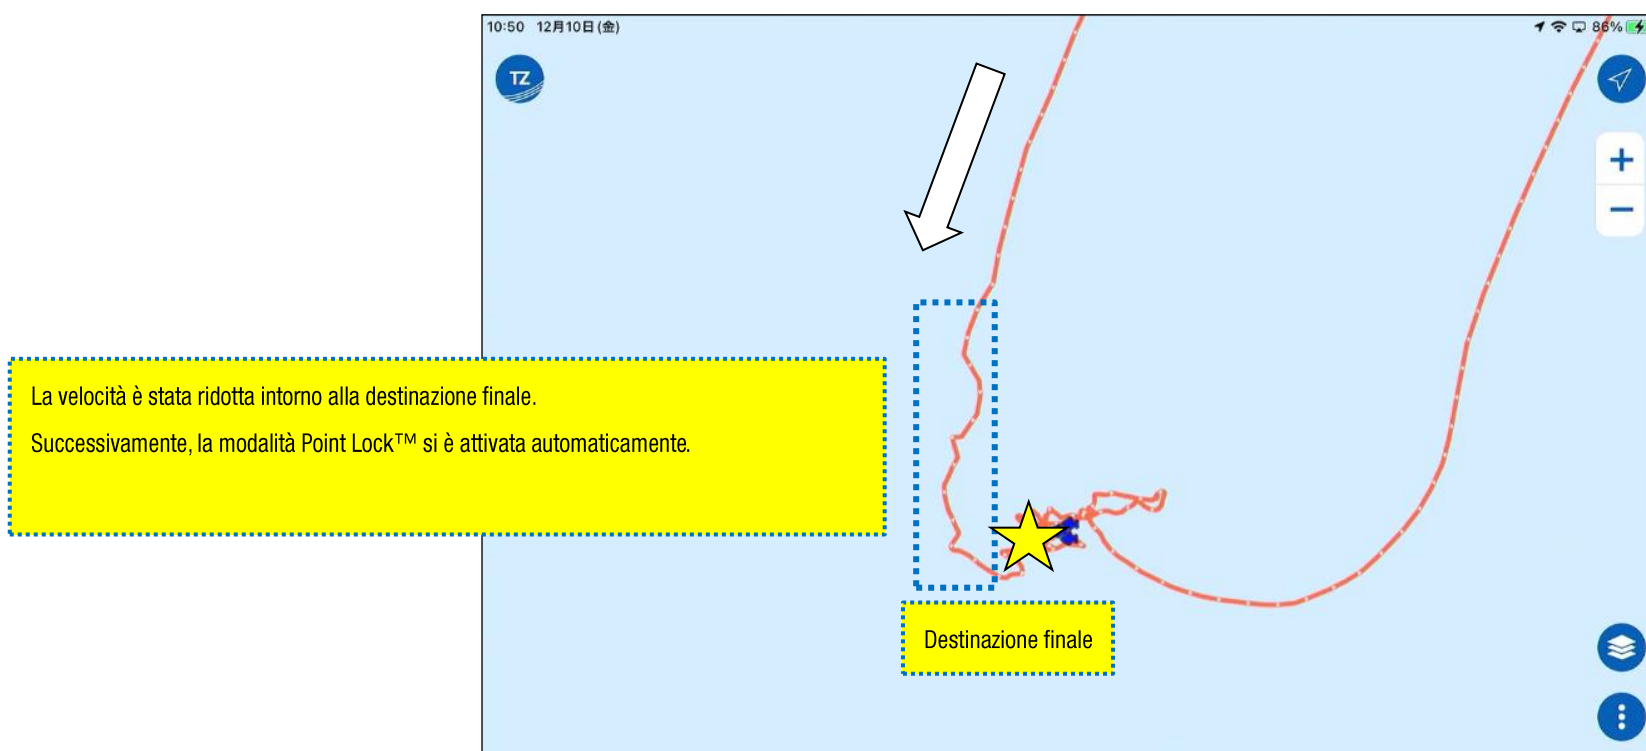 10:50 12月10日(金)
86%
TZ
La velocità è stata ridotta intorno alla destinazione finale.
Successivamente, la modalità Point Lock™ si è attivata automaticamente.
Destinazione finale